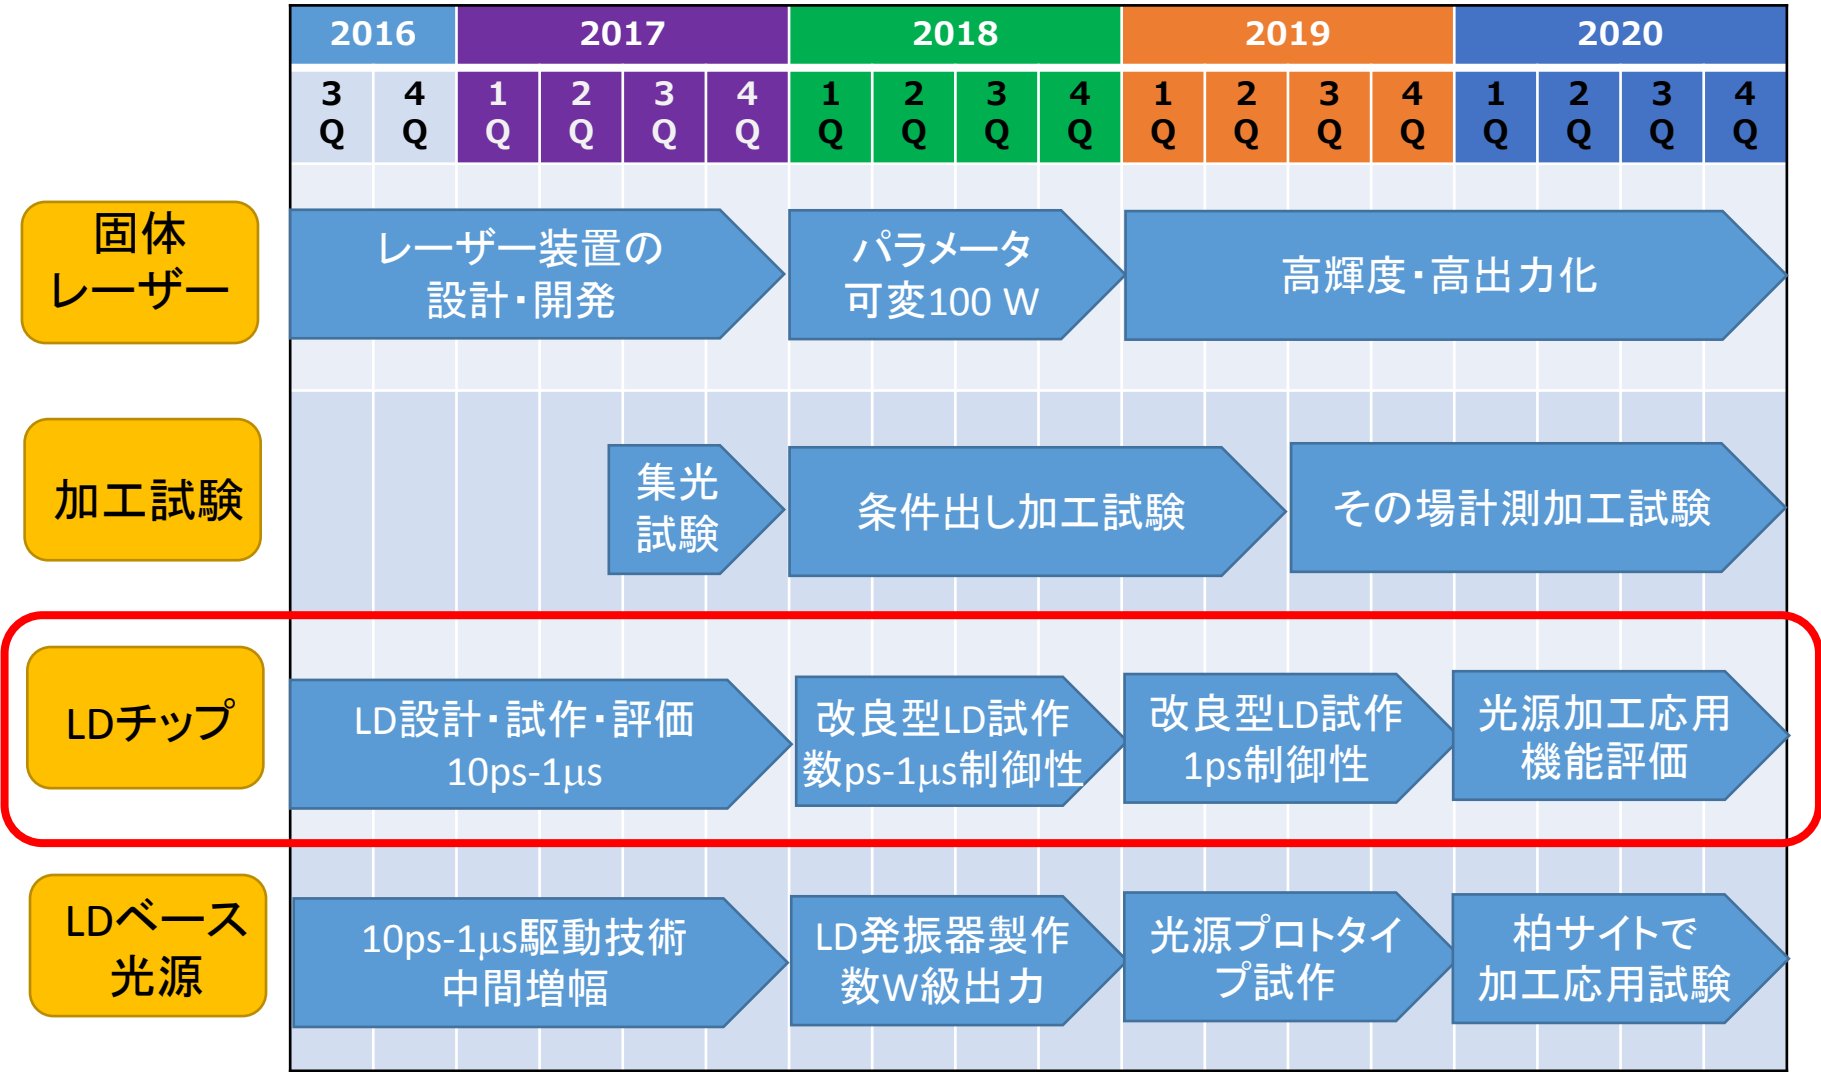 2016 2017 2018 2019 2020
3 4 1 2 3 4 1 2 3 4 1 2 3 4 1 2 3 4
Q Q Q Q Q Q Q Q Q Q Q Q Q Q Q Q Q Q
固体
レーザー
レーザー装置の
設計・開発
パラメータ
可変100 W
高輝度・高出力化
加工試験
集光
試験
条件出し加工試験
その場計測加工試験
LDチップ
LD設計・試作・評価
10ps-1μs
改良型LD試作
数ps-1μs制御性
改良型LD試作
1ps制御性
光源加工応用
機能評価
LDベース
光源
10ps-1μs駆動技術
中間増幅
LD発振器製作
数W級出力
光源プロトタイ
プ試作
柏サイトで
加工応用試験